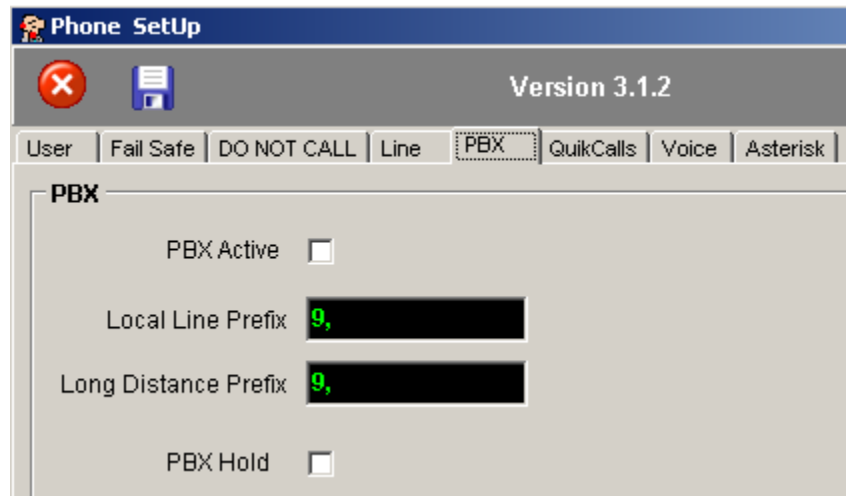 Phone SetUp
Version 3.1.2
User Fail Safe DO NOT CALL Line PBX QuikCalls Voice Asterisk
PBX
PBX Active
Local Line Prefix 9,
Long Distance Prefix 9,
PBX Hold